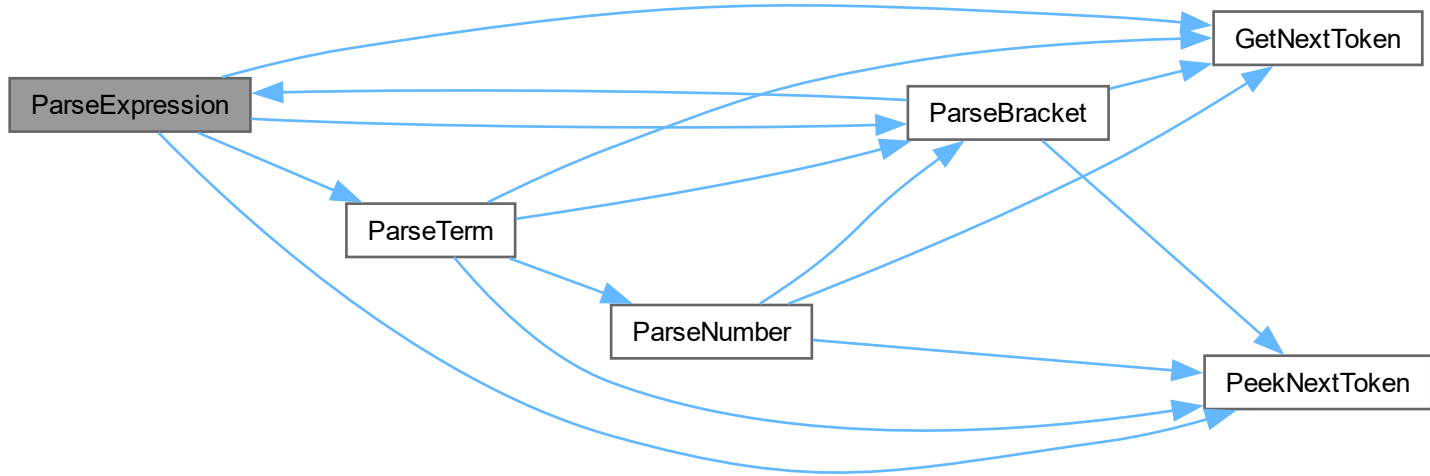 GetNextToken
ParseExpression
ParseBracket
ParseTerm
ParseNumber
PeekNextToken